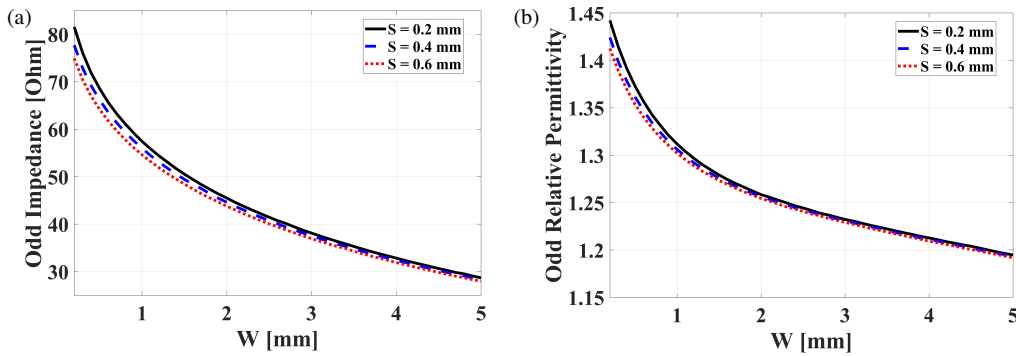 (a)
Odd Impedance [Ohm]
80
70
60
50
40
30
S = 0.2 mm
S = 0.4 mm
S = 0.6 mm
1 2 3 4 5
W [mm]
(b)
Odd Relative Permittivity
1.45
1.4
1.35
1.3
1.25
1.2
1.15
S = 0.2 mm
S = 0.4 mm
S = 0.6 mm
1 2 3 4 5
W [mm]